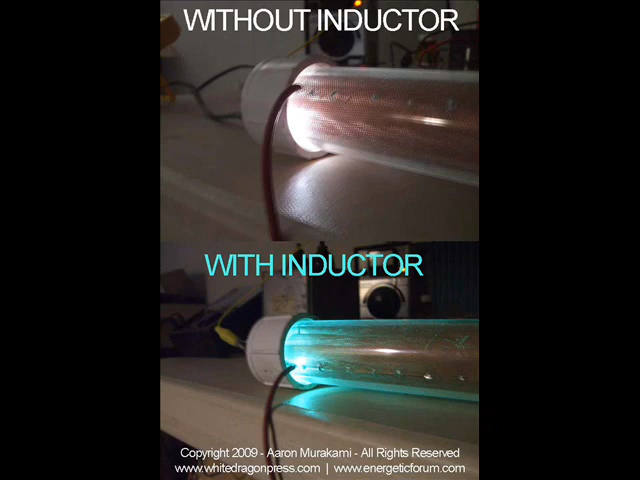 WITHOUT INDUCTOR
WITH INDUCTOR
Copyright 2009 - Aaron Murakami - All Rights Reserved
www.whitedragonpress.com | www.energeticforum.com